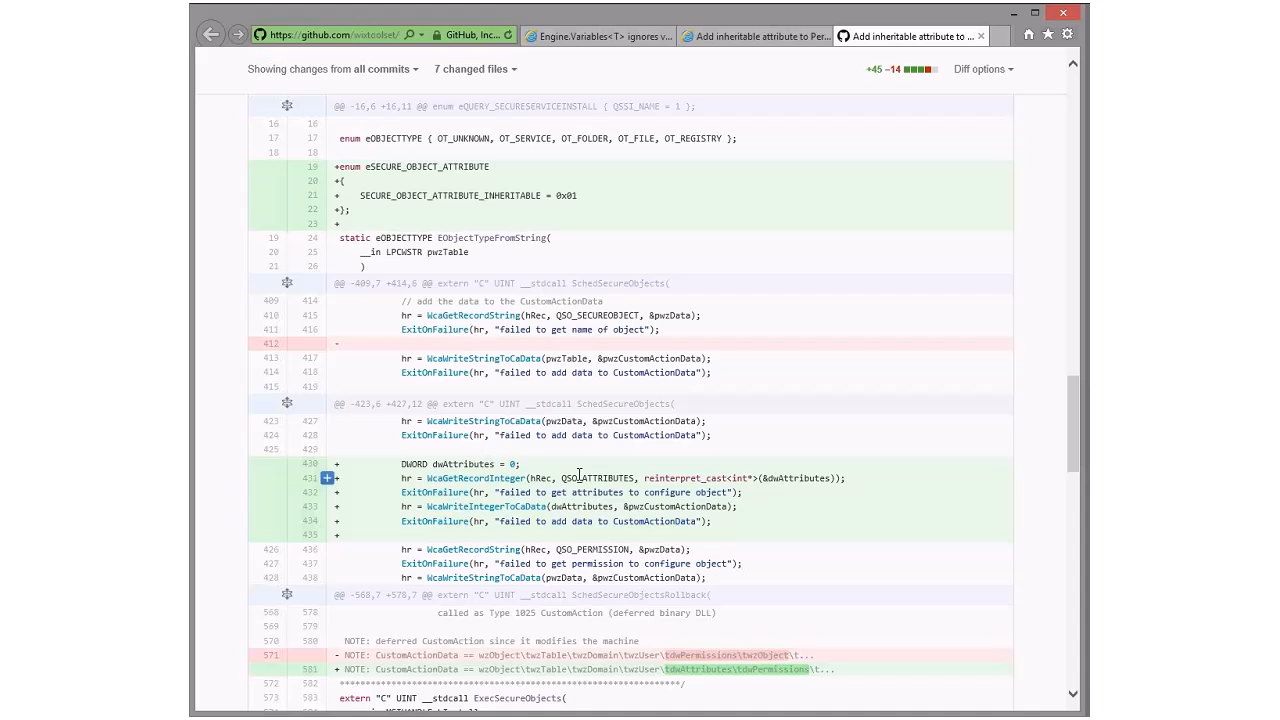 https://github.com/wixtoolset/ GitHub, Inc... Engine.Variables<T> ignores v... Add inheritable attribute to Per... Add inheritable attribute to ...
Showing changes from all commits 7 changed files +45 −14 Diff options
@@ -16,6 +16,11 @@ enum eQUERY_SECURESERVICEINSTALL { QSSI_NAME = 1 };
16 16
17 17 enum eOBJECTTYPE { OT_UNKNOWN, OT_SERVICE, OT_FOLDER, OT_FILE, OT_REGISTRY };
18 18
19 +enum eSECURE_OBJECT_ATTRIBUTE
20 +{
21 + SECURE_OBJECT_ATTRIBUTE_INHERITABLE = 0x01
22 +};
23 +
19 24 static eOBJECTTYPE EObjectTypeFromString(
20 25 __in LPCWSTR pwzTable
21 26 )
@@ -409,7 +414,6 @@ extern "C" UINT __stdcall SchedSecureObjects(
409 414 // add the data to the CustomActionData
410 415 hr = WcaGetRecordString(hRec, QSO_SECUREOBJECT, &pwzData);
411 416 ExitOnFailure(hr, "failed to get name of object");
412 -
413 417 hr = WcaWriteStringToCaData(pwzTable, &pwzCustomActionData);
414 418 ExitOnFailure(hr, "failed to add data to CustomActionData");
415 419
@@ -423,6 +427,12 @@ extern "C" UINT __stdcall SchedSecureObjects(
423 427 hr = WcaWriteStringToCaData(pwzData, &pwzCustomActionData);
424 428 ExitOnFailure(hr, "failed to add data to CustomActionData");
425 429
430 + DWORD dwAttributes = 0;
431 + hr = WcaGetRecordInteger(hRec, QSO_ATTRIBUTES, reinterpret_cast<int*>(&dwAttributes));
432 + ExitOnFailure(hr, "failed to get attributes to configure object");
433 + hr = WcaWriteIntegerToCaData(dwAttributes, &pwzCustomActionData);
434 + ExitOnFailure(hr, "failed to add data to CustomActionData");
435 +
426 436 hr = WcaGetRecordString(hRec, QSO_PERMISSION, &pwzData);
427 437 ExitOnFailure(hr, "failed to get permission to configure object");
428 438 hr = WcaWriteStringToCaData(pwzData, &pwzCustomActionData);
@@ -568,7 +578,7 @@ extern "C" UINT __stdcall SchedSecureObjectsRollback(
568 578 called as Type 1025 CustomAction (deferred binary DLL)
569 579
570 580 NOTE: deferred CustomAction since it modifies the machine
571 - NOTE: CustomActionData == wzObject\twzTable\twzDomain\twzUser\tdwPermissions\twzObject\t...
581 + NOTE: CustomActionData == wzObject\twzTable\twzDomain\twzUser\tdwAttributes\tdwPermissions\t...
572 582 ******************************************************************/
573 583 extern "C" UINT __stdcall ExecSecureObjects(